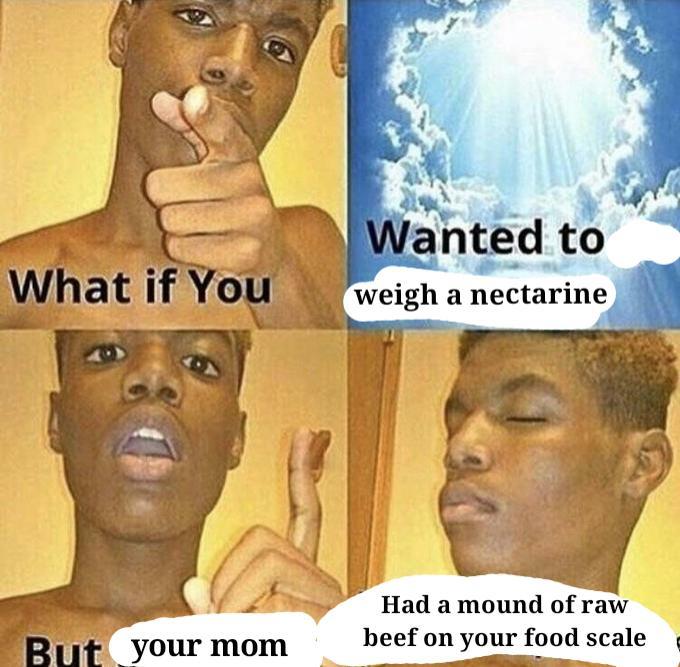 What if You
Wanted to
weigh a nectarine
But your mom
Had a mound of raw
beef on your food scale